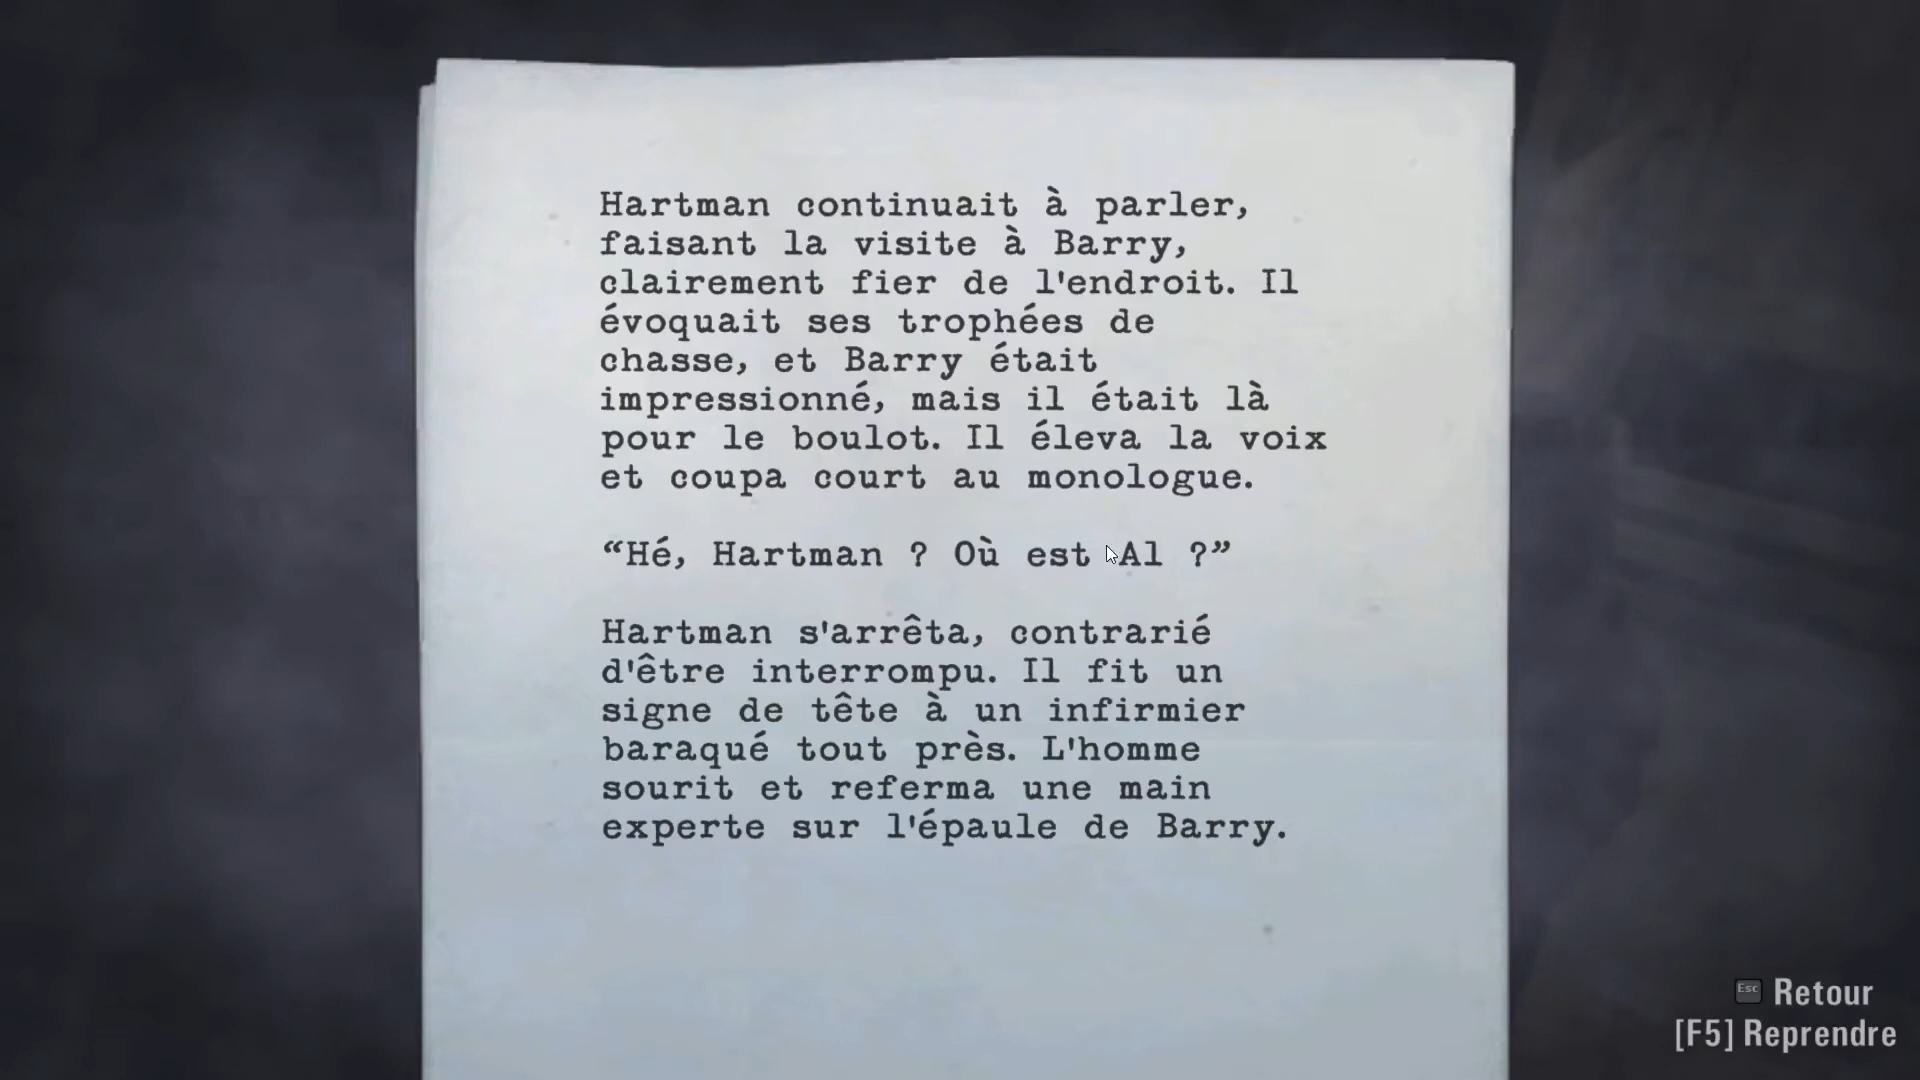 Hartman continuait à parler,
faisant la visite à Barry,
clairement fier de l'endroit. Il
évoquait ses trophées de
chasse, et Barry était
impressionné, mais il était là
pour le boulot. Il éleva la voix
et coupa court au monologue.
“Hé, Hartman ? Où est Al ?”
Hartman s'arrêta, contrarié
d'être interrompu. Il fit un
signe de tête à un infirmier
baraqué tout près. L'homme
sourit et referma une main
experte sur l'épaule de Barry.
Esc Retour
[F5] Reprendre